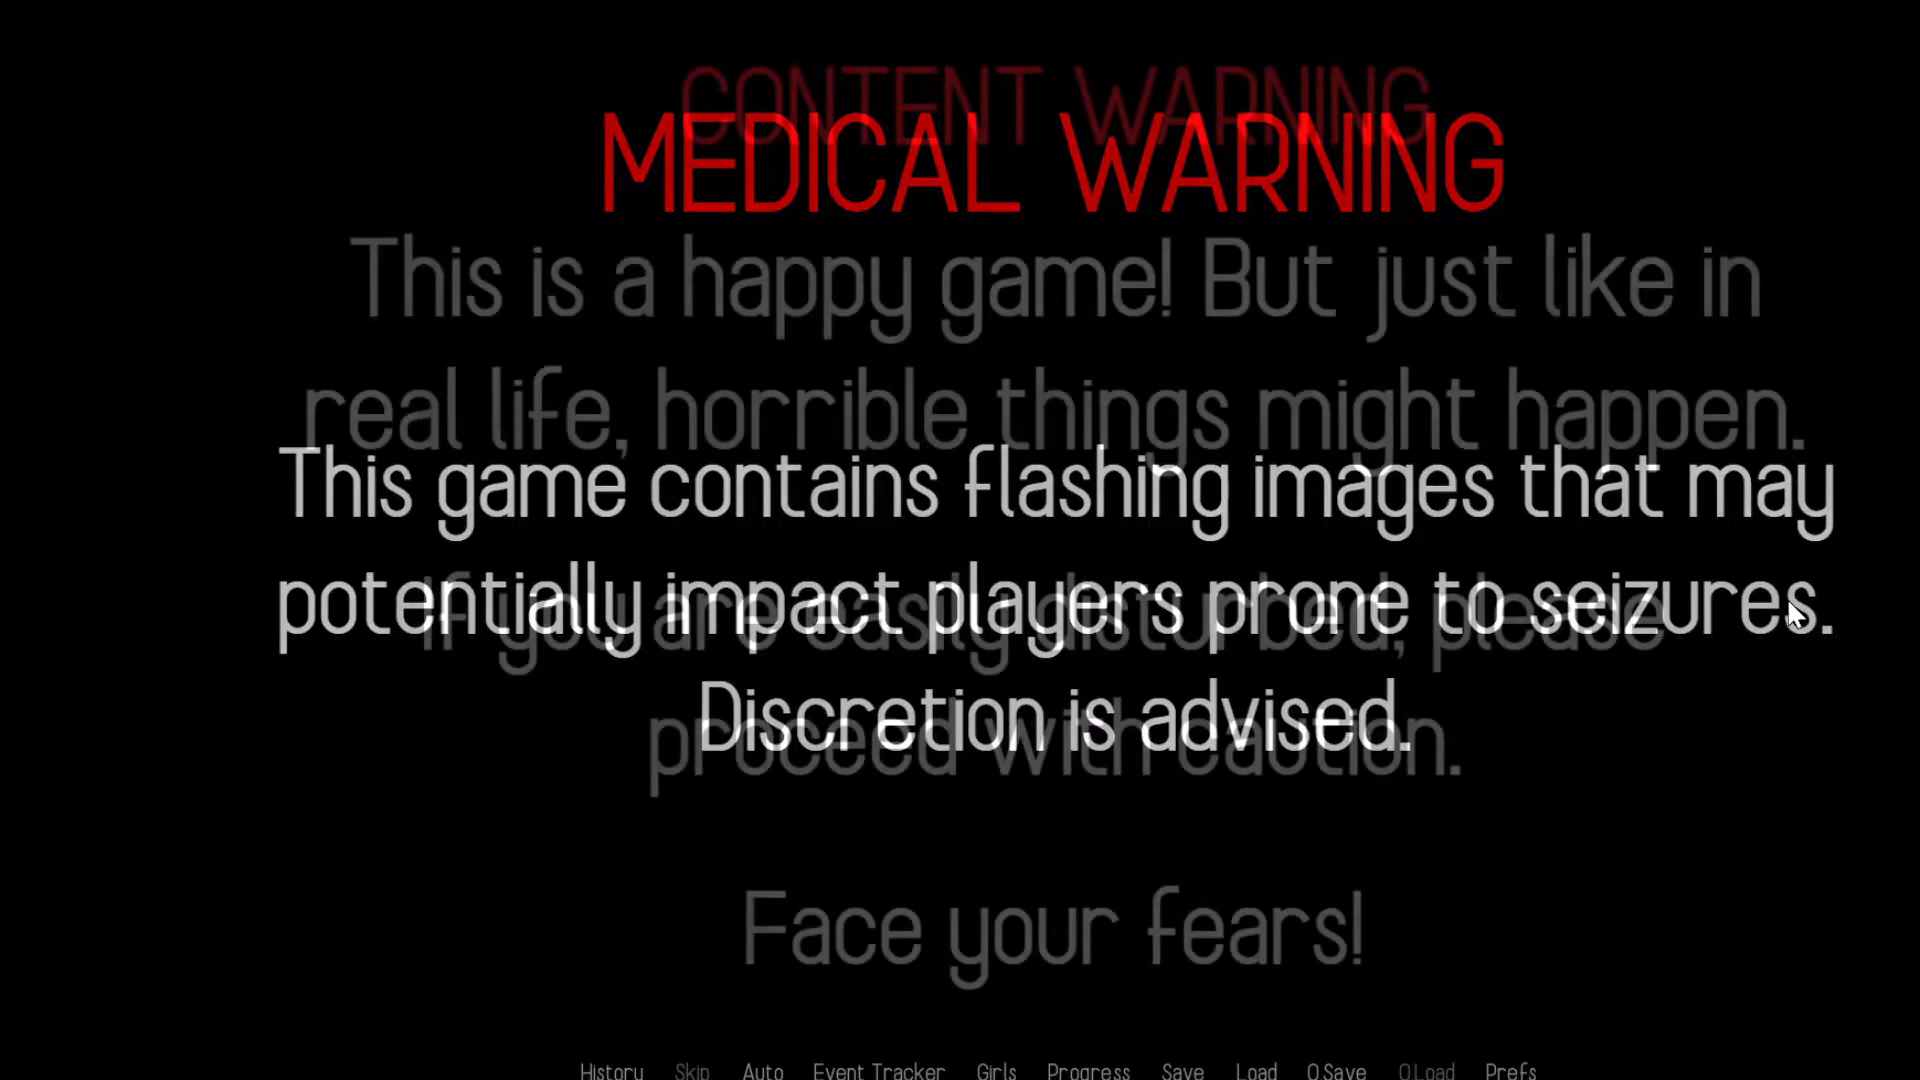 CONTENT WARNING
MEDICAL WARNING
This is a happy game! But just like in
real life, horrible things might happen.
This game contains flashing images that may
potentially impact players prone to seizures.
If you are easily disturbed, please
Discretion is advised.
proceed with caution.
Face your fears!
History Skip Auto Event Tracker Girls Progress Save Load Q.Save Q.Load Prefs